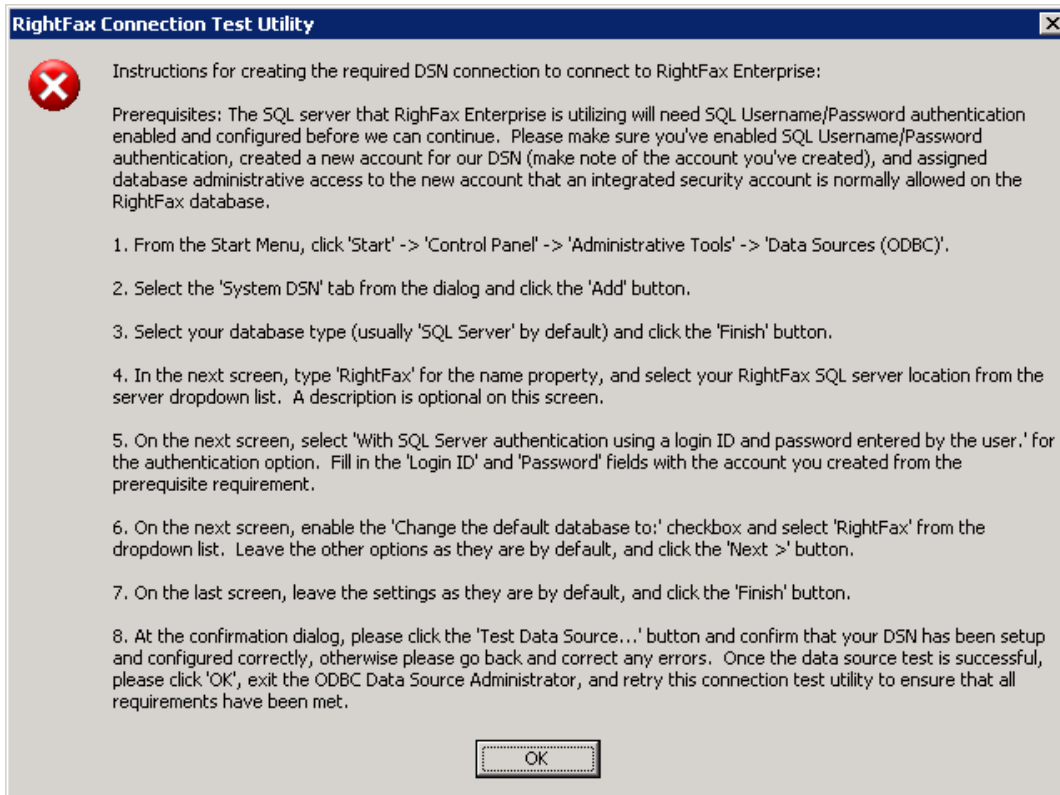 RightFax Connection Test Utility
Instructions for creating the required DSN connection to connect to RightFax Enterprise:
Prerequisites: The SQL server that RighFax Enterprise is utilizing will need SQL Username/Password authentication
enabled and configured before we can continue.  Please make sure you've enabled SQL Username/Password
authentication, created a new account for our DSN (make note of the account you've created), and assigned
database administrative access to the new account that an integrated security account is normally allowed on the
RightFax database.
1. From the Start Menu, click 'Start' -> 'Control Panel' -> 'Administrative Tools' -> 'Data Sources (ODBC)'.
2. Select the 'System DSN' tab from the dialog and click the 'Add' button.
3. Select your database type (usually 'SQL Server' by default) and click the 'Finish' button.
4. In the next screen, type 'RightFax' for the name property, and select your RightFax SQL server location from the
server dropdown list.  A description is optional on this screen.
5. On the next screen, select 'With SQL Server authentication using a login ID and password entered by the user.' for
the authentication option.  Fill in the 'Login ID' and 'Password' fields with the account you created from the
prerequisite requirement.
6. On the next screen, enable the 'Change the default database to:' checkbox and select 'RightFax' from the
dropdown list.  Leave the other options as they are by default, and click the 'Next >' button.
7. On the last screen, leave the settings as they are by default, and click the 'Finish' button.
8. At the confirmation dialog, please click the 'Test Data Source...' button and confirm that your DSN has been setup
and configured correctly, otherwise please go back and correct any errors.  Once the data source test is successful,
please click 'OK', exit the ODBC Data Source Administrator, and retry this connection test utility to ensure that all
requirements have been met.
OK